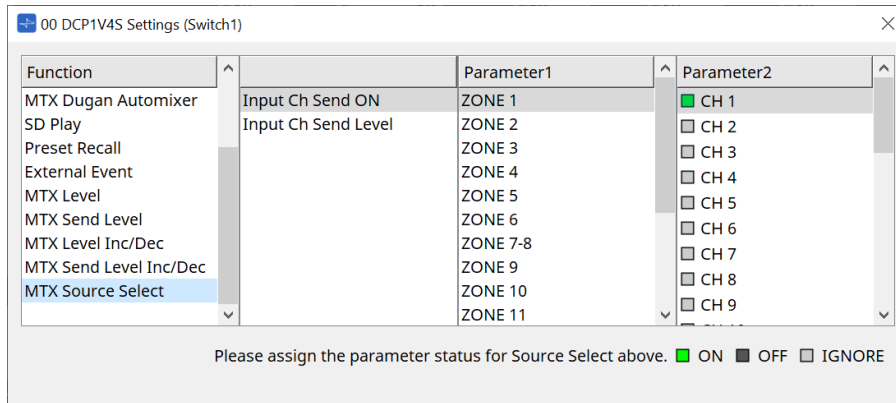 00 DCP1V4S Settings (Switch1)
Function
Parameter1
Parameter2
MTX Dugan Automixer
SD Play
Preset Recall
External Event
MTX Level
MTX Send Level
MTX Level Inc/Dec
MTX Send Level Inc/Dec
MTX Source Select
Input Ch Send ON
Input Ch Send Level
ZONE 1
ZONE 2
ZONE 3
ZONE 4
ZONE 5
ZONE 6
ZONE 7-8
ZONE 9
ZONE 10
ZONE 11
CH 1
CH 2
CH 3
CH 4
CH 5
CH 6
CH 7
CH 8
CH 9
Please assign the parameter status for Source Select above. ON OFF IGNORE